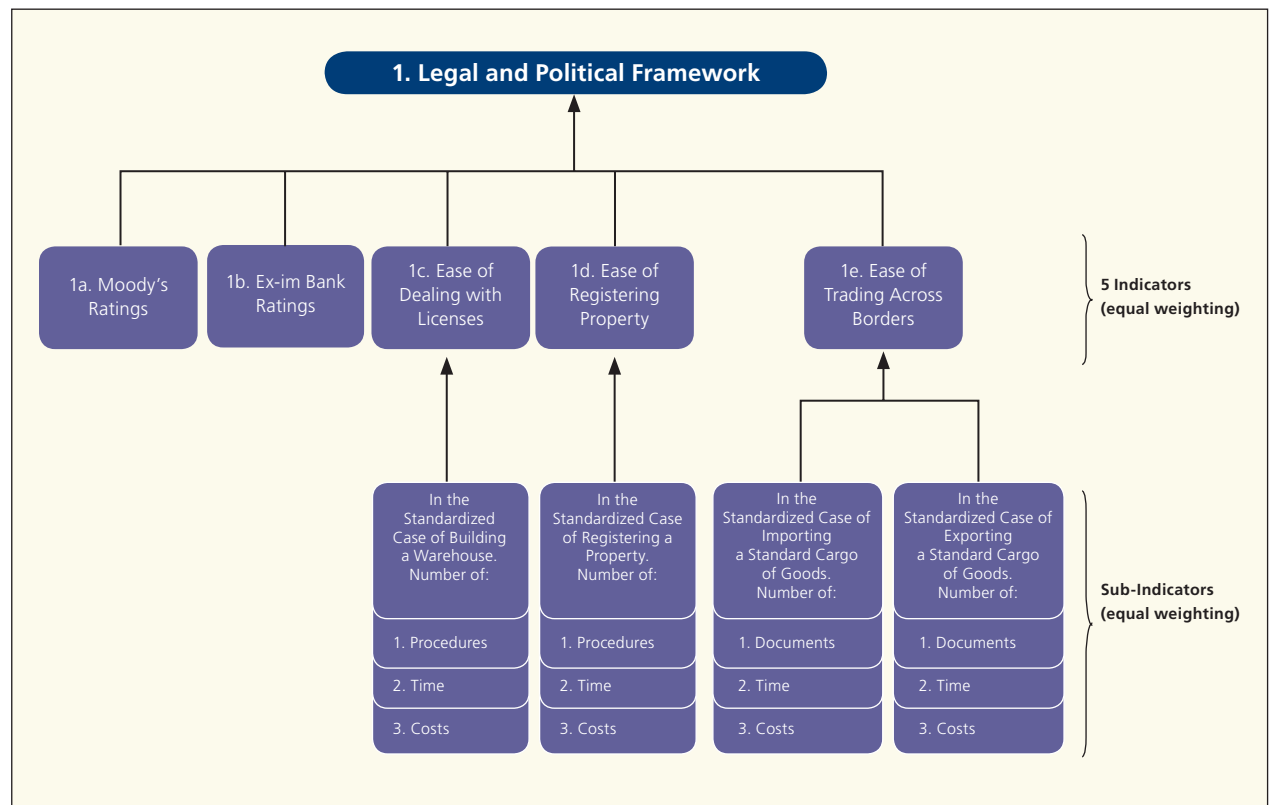 1. Legal and Political Framework
1a. Moody's
Ratings
1b. Ex-im Bank
Ratings
1c. Ease of
Dealing with
Licenses
1d. Ease of
Registering
Property
1e. Ease of
Trading Across
Borders
5 Indicators
(equal weighting)
In the
Standardized
Case of Building
a Warehouse.
Number of:
1. Procedures
2. Time
3. Costs
In the
Standardized Case
of Registering a
Property.
Number of:
1. Procedures
2. Time
3. Costs
In the
Standardized Case of
Importing
a Standard Cargo
of Goods.
Number of:
1. Documents
2. Time
3. Costs
In the
Standardized Case of
Exporting
a Standard Cargo
of Goods.
Number of:
1. Documents
2. Time
3. Costs
Sub-Indicators
(equal weighting)